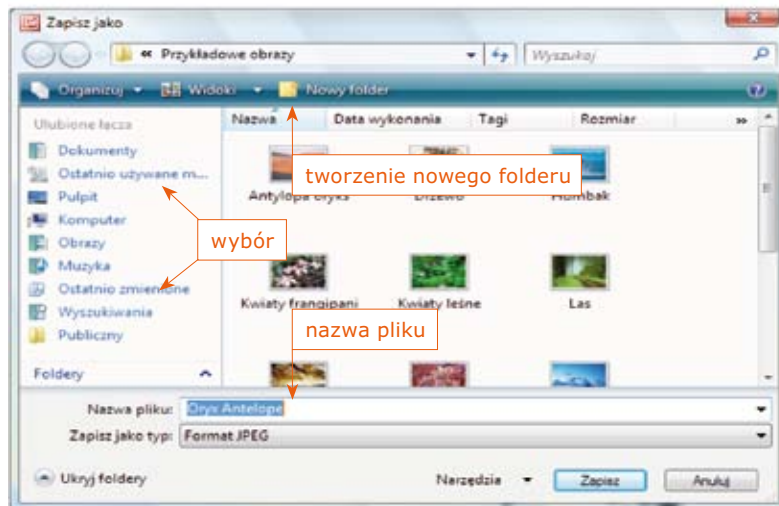 Zapisz jako
« Przykładowe obrazy
Wyszukaj
Organizuj Widoki Nowy folder
Ulubione łącza
Nazwa Data wykonania Tagi Rozmiar »
Dokumenty
Ostatnio używane m...
Pulpit
Komputer
Obrazy
Muzyka
Ostatnio zmienione
Wyszukiwania
Publiczny
Foldery
tworzenie nowego folderu
Antylopa oryks Drzewo Humbak
wybór
Kwiaty frangipani Kwiaty leśne Las
nazwa pliku
Nazwa pliku: Oryx Antelope
Zapisz jako typ: Format JPEG
Ukryj foldery Narzędzia Zapisz Anuluj